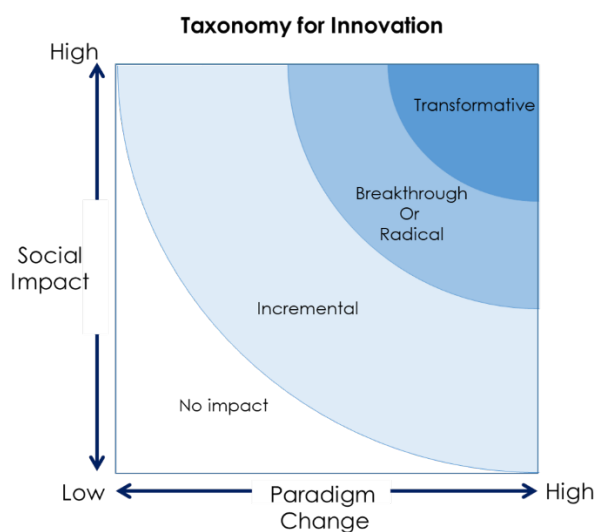 Taxonomy for Innovation
High
Transformative
Breakthrough
Or
Radical
Social
Impact
Incremental
No impact
Low
Paradigm
Change
High